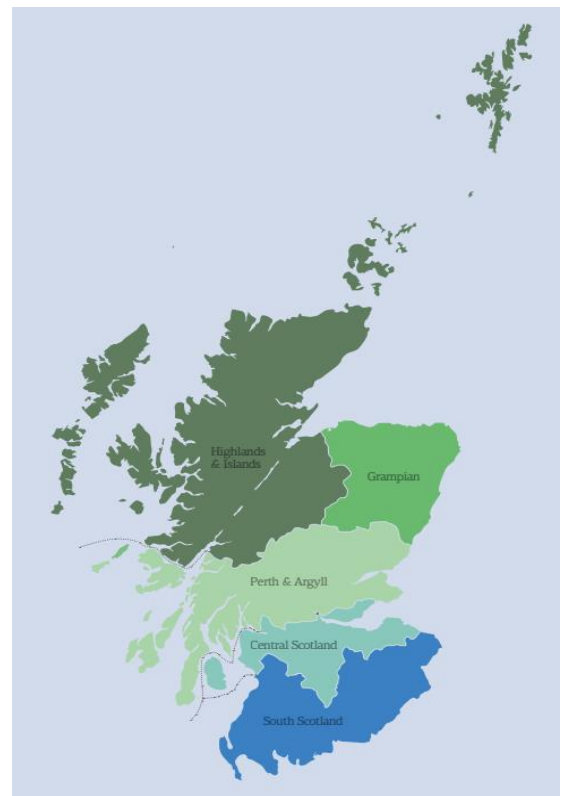 Highlands
& Islands
Grampian
Perth & Argyll
Central Scotland
South Scotland